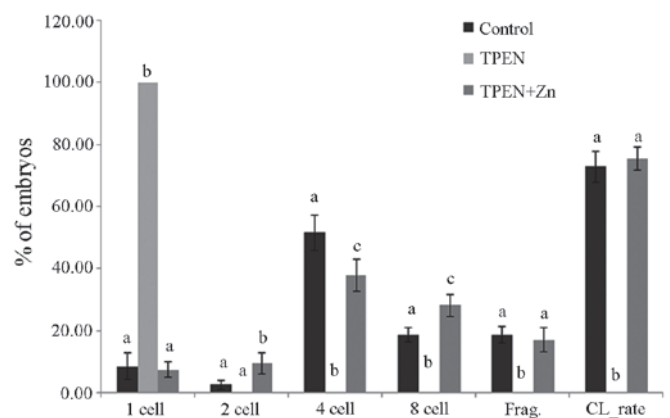 120.00
100.00
80.00
60.00
40.00
20.00
0.00
% of embryos
Control
TPEN
TPEN+Zn
a b a
a a b
a b c
a b c
a b a
a b a
1 cell 2 cell 4 cell 8 cell Frag. CL_rate